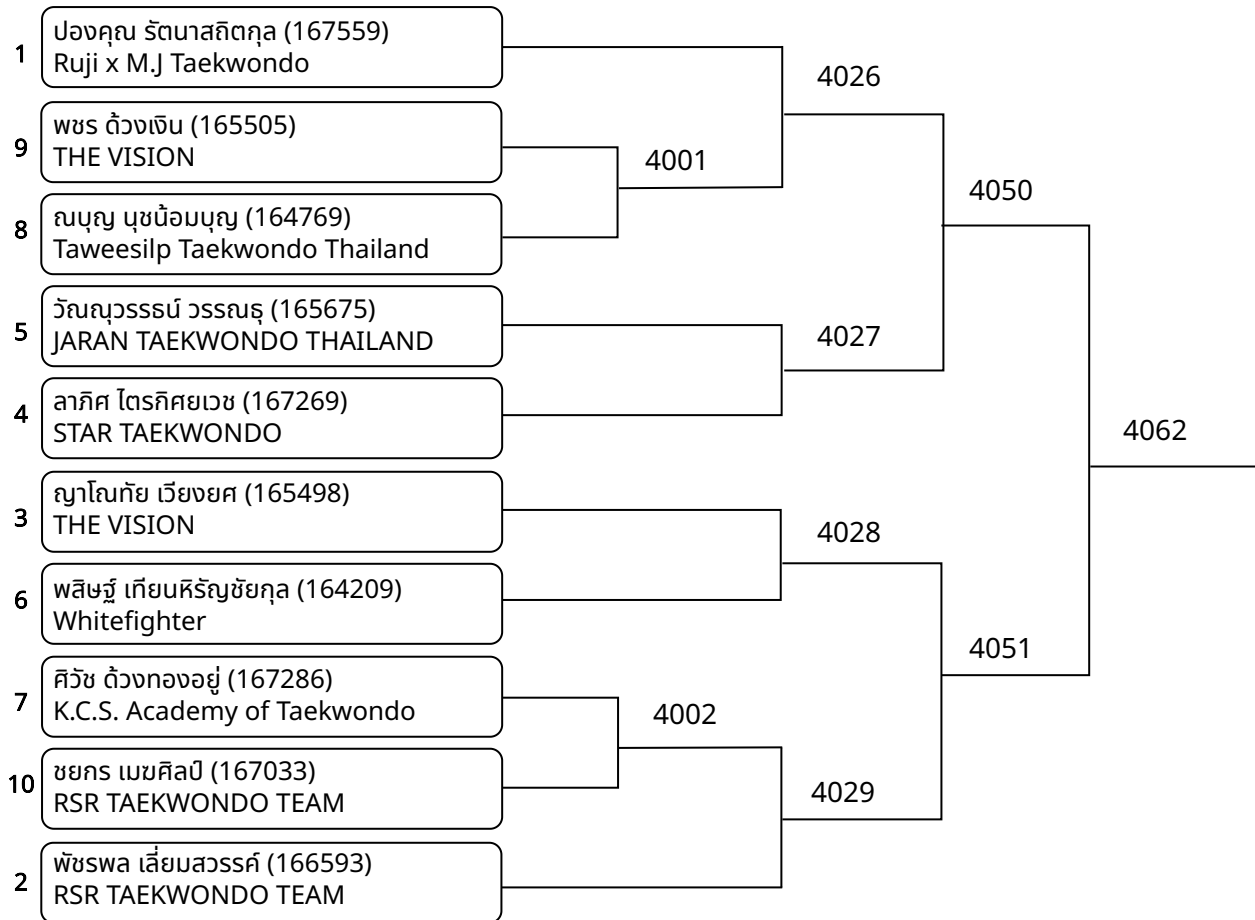 1
ปองคุณ รัตนาสถิตกุล (167559)
Ruji x M.J Taekwondo
4026
9
พชร ด้วงเงิน (165505)
THE VISION
4001
8
ณบุญ นุชน้อมบุญ (164769)
Taweesilp Taekwondo Thailand
4050
5
วัณณุวรรธน์ วรรณธุ (165675)
JARAN TAEKWONDO THAILAND
4027
4
ลาภิศ ไตรกิศยเวช (167269)
STAR TAEKWONDO
4062
3
ญาโณทัย เวียงยศ (165498)
THE VISION
4028
6
พสิษฐ์ เทียนหิรัญชัยกุล (164209)
Whitefighter
4051
7
ศิวัช ด้วงทองอยู่ (167286)
K.C.S. Academy of Taekwondo
4002
10
ชยกร เมฆศิลป์ (167033)
RSR TAEKWONDO TEAM
4029
2
พัชรพล เลี่ยมสวรรค์ (166593)
RSR TAEKWONDO TEAM